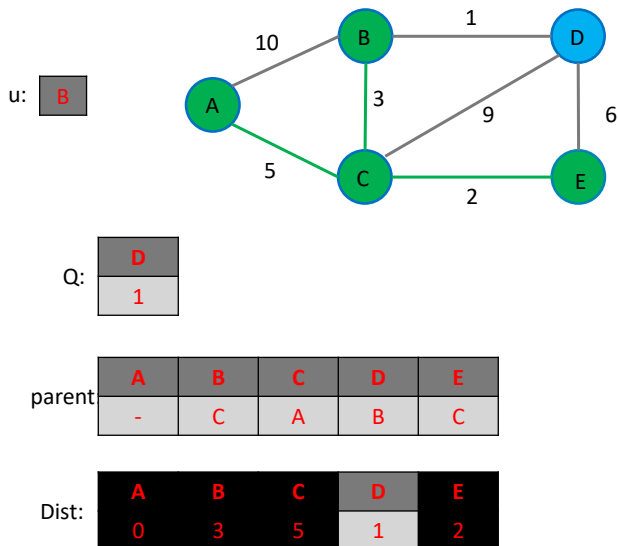 10
B
1
D
u:
B
A
3
9
6
5
C
2
E
Q:
D
1
parent
A B C D E
- C A B C
Dist:
A B C D E
0 3 5 1 2